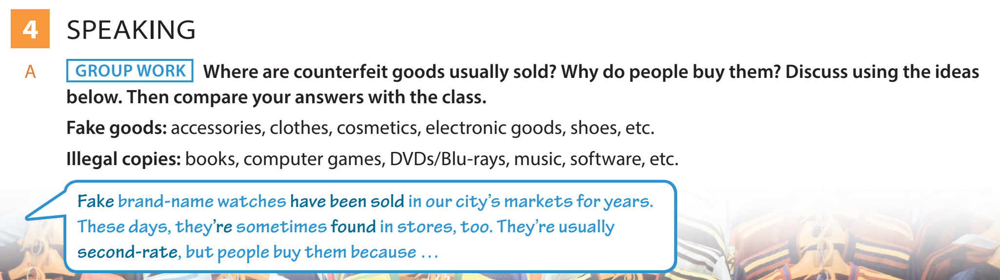 4 SPEAKING
A GROUP WORK Where are counterfeit goods usually sold? Why do people buy them? Discuss using the ideas
below. Then compare your answers with the class.
Fake goods: accessories, clothes, cosmetics, electronic goods, shoes, etc.
Illegal copies: books, computer games, DVDs/Blu-rays, music, software, etc.
Fake brand-name watches have been sold in our city’s markets for years.
These days, they’re sometimes found in stores, too. They’re usually
second-rate, but people buy them because …